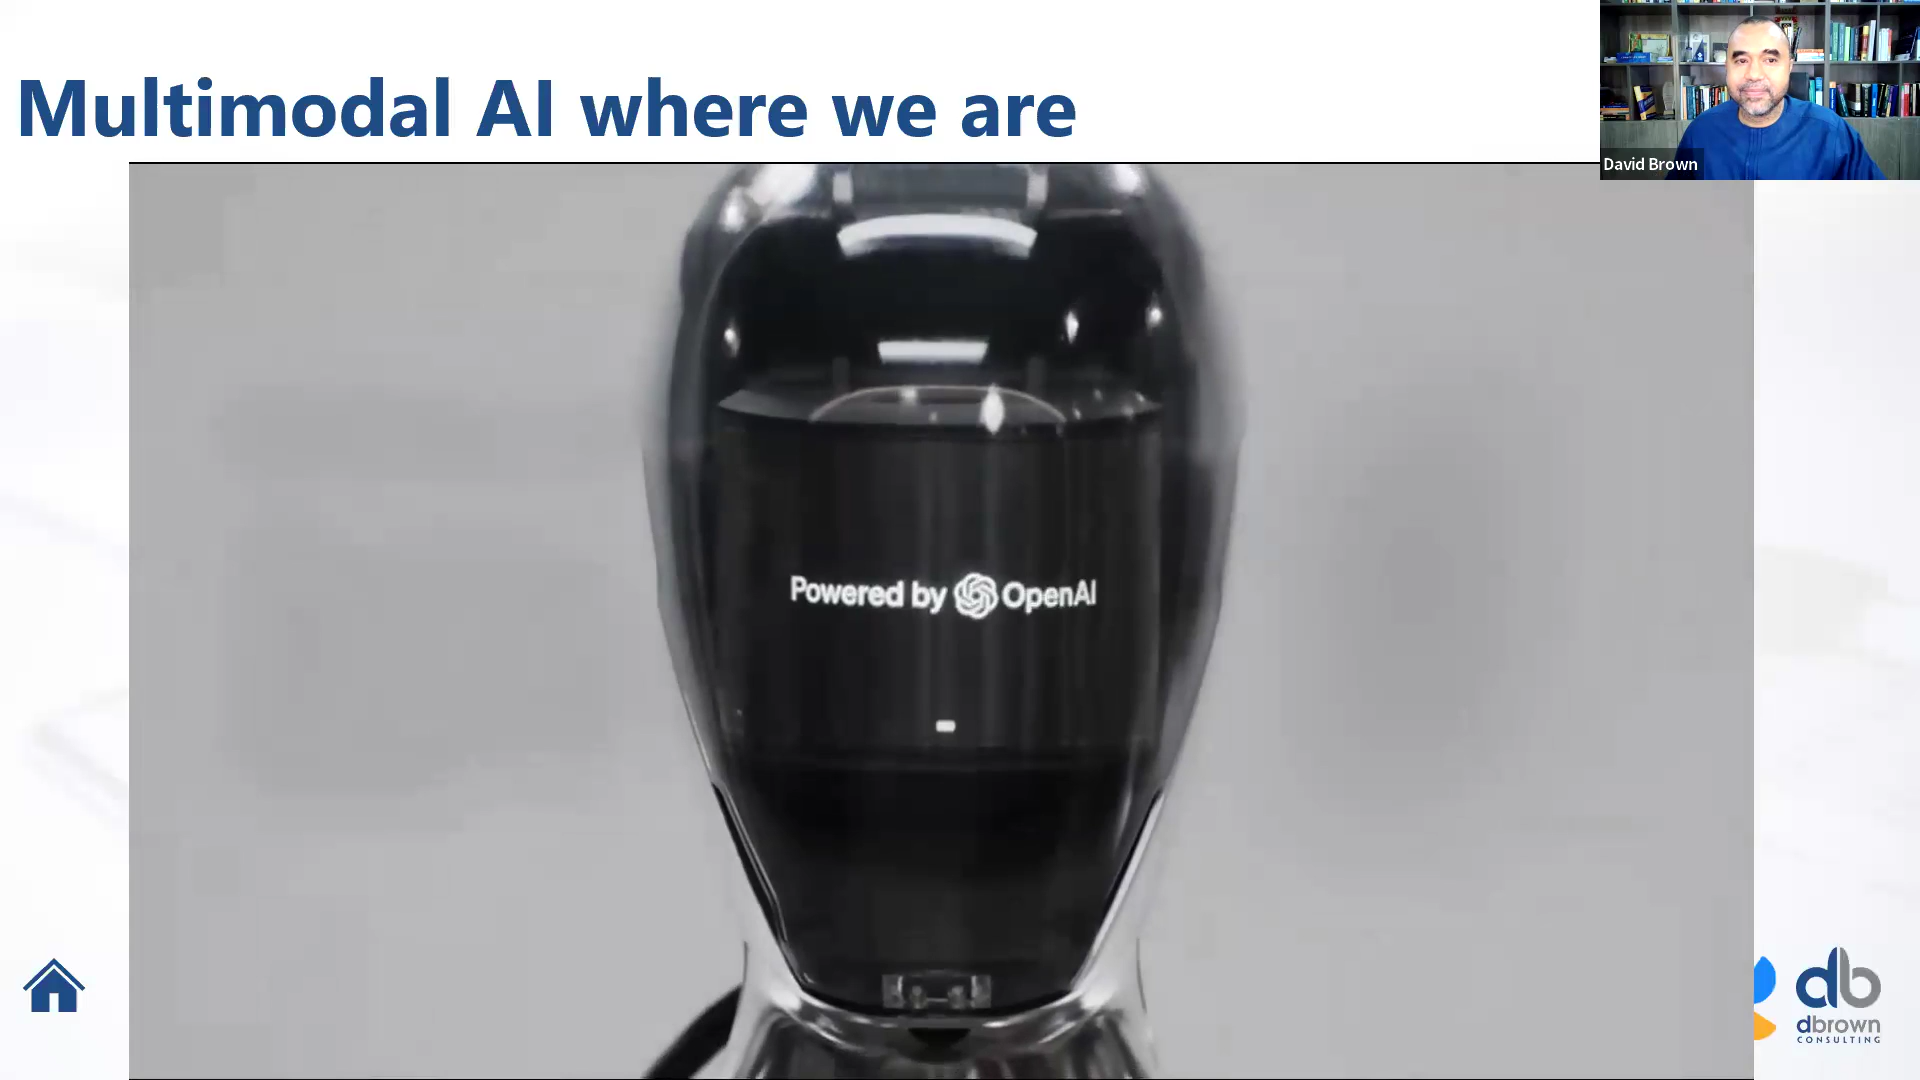 Multimodal AI where we are
David Brown
Powered by OpenAI
db
dbrown
CONSULTING